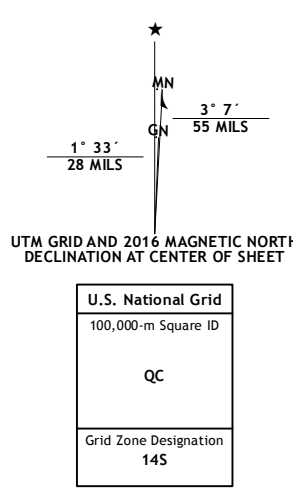 MN
3° 7´
55 MILS
GN
1° 33´
28 MILS
UTM GRID AND 2016 MAGNETIC NORTH
DECLINATION AT CENTER OF SHEET
U.S. National Grid
100,000-m Square ID
QC
Grid Zone Designation
14S